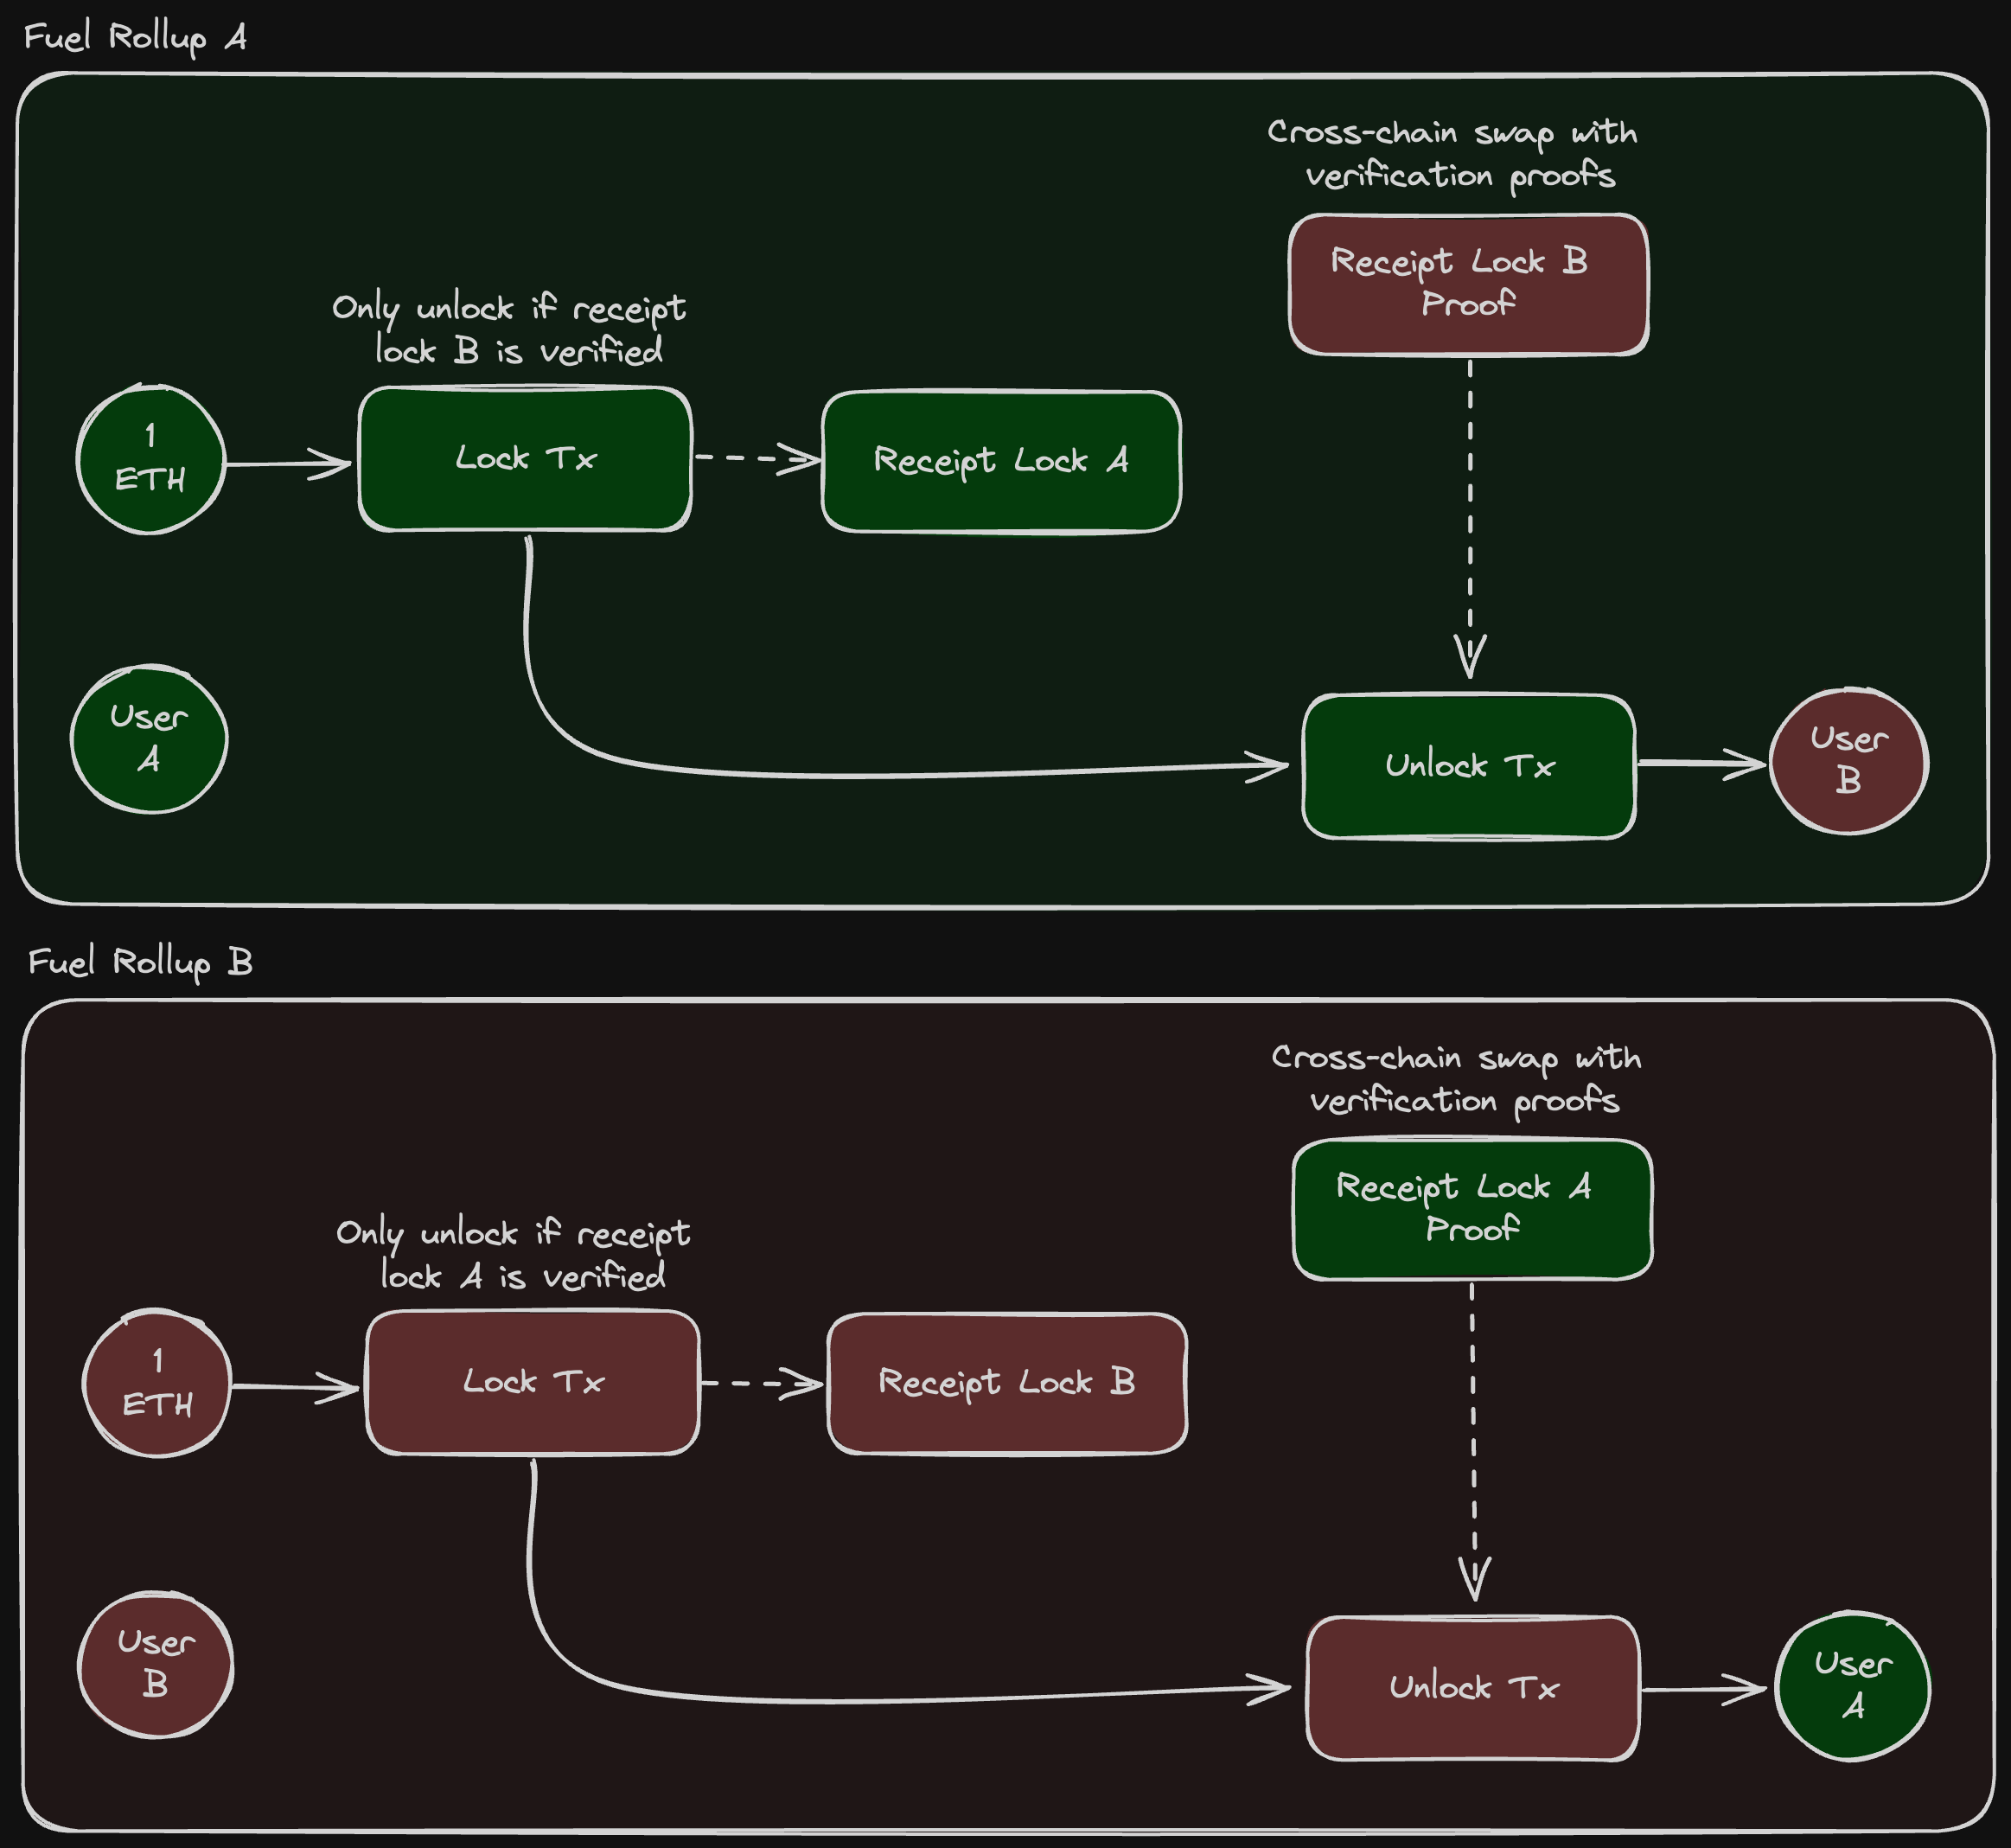 Fuel Rollup A
Cross-chain swap with
verification proofs
Receipt Lock B
Proof
Only unlock if receipt
lock B is verified
1
ETH
Lock Tx
Receipt Lock A
User
A
Unlock Tx
User
B
Fuel Rollup B
Cross-chain swap with
verification proofs
Receipt Lock A
Proof
Only unlock if receipt
lock A is verified
1
ETH
Lock Tx
Receipt Lock B
User
B
Unlock Tx
User
A